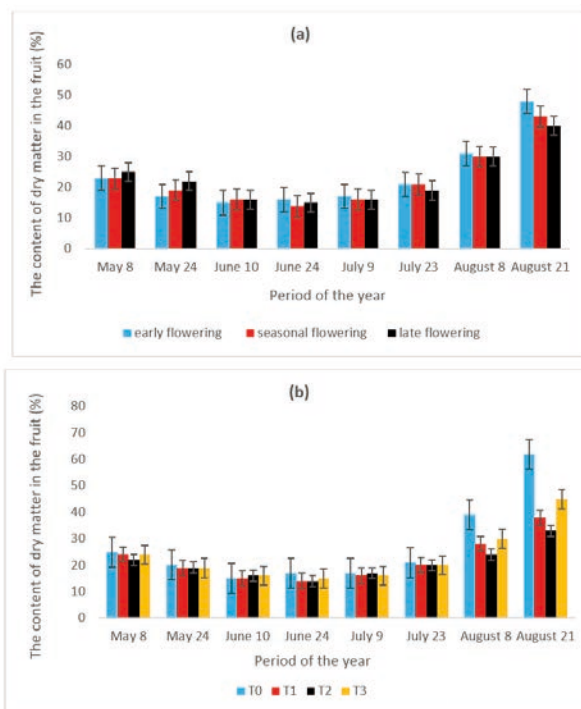 (a)
The content of dry matter in the fruit (%)
60
50
40
30
20
10
0
May 8 May 24 June 10 June 24 July 9 July 23 August 8 August 21
Period of the year
early flowering seasonal flowering late flowering
(b)
The content of dry matter in the fruit (%)
80
70
60
50
40
30
20
10
0
May 8 May 24 June 10 June 24 July 9 July 23 August 8 August 21
Period of the year
T0 T1 T2 T3